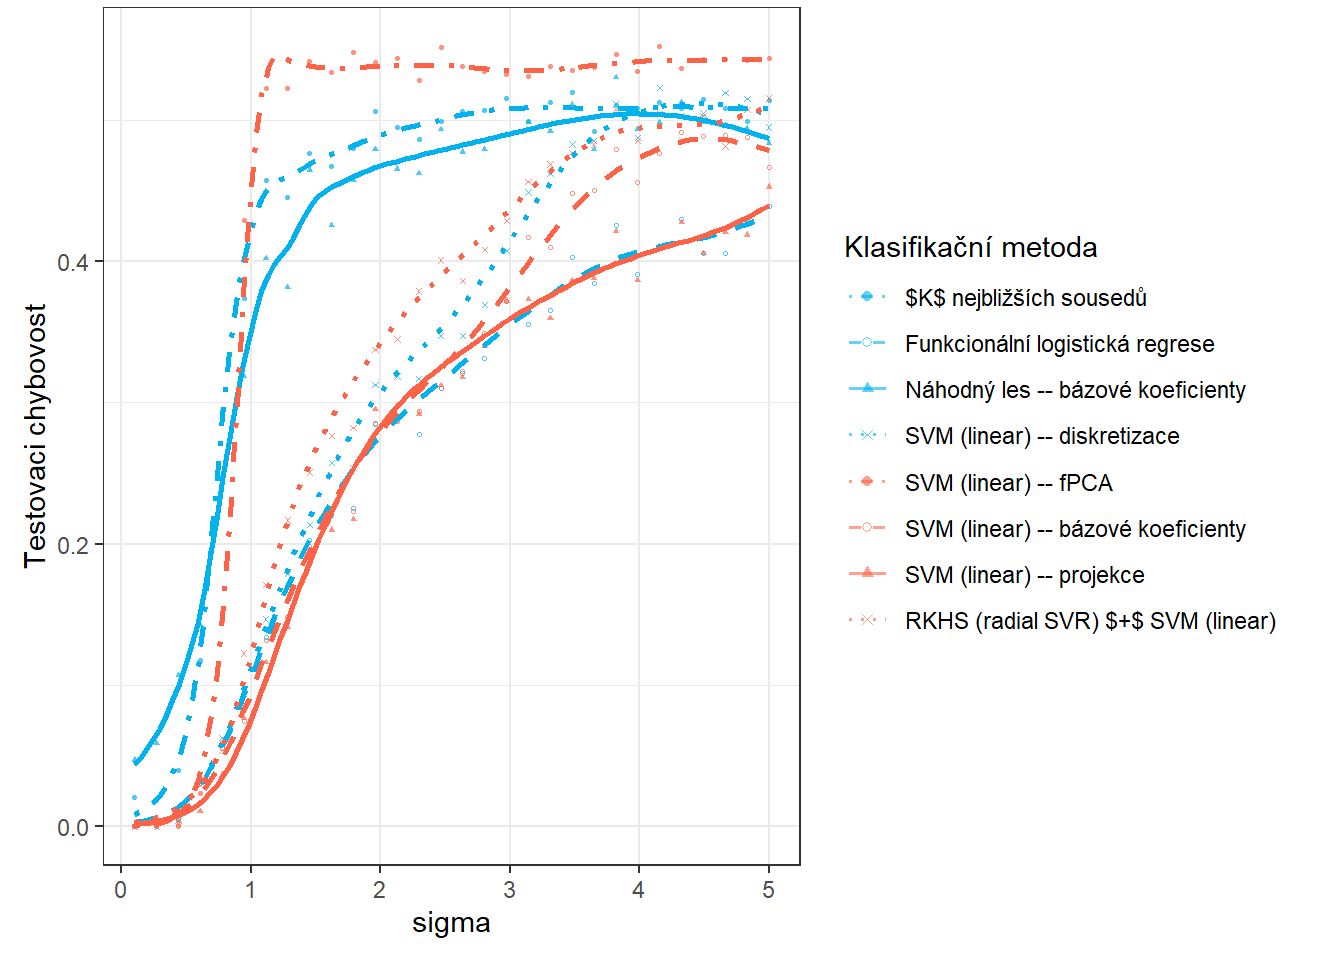 Testovaci chybovost
0.4
0.2
0.0
0 1 2 3 4 5
sigma
Klasifikační metoda
$K$ nejbližších sousedů
Funkcionální logistická regrese
Náhodný les -- bázové koeficienty
SVM (linear) -- diskretizace
SVM (linear) -- fPCA
SVM (linear) -- bázové koeficienty
SVM (linear) -- projekce
RKHS (radial SVR) $+$ SVM (linear)